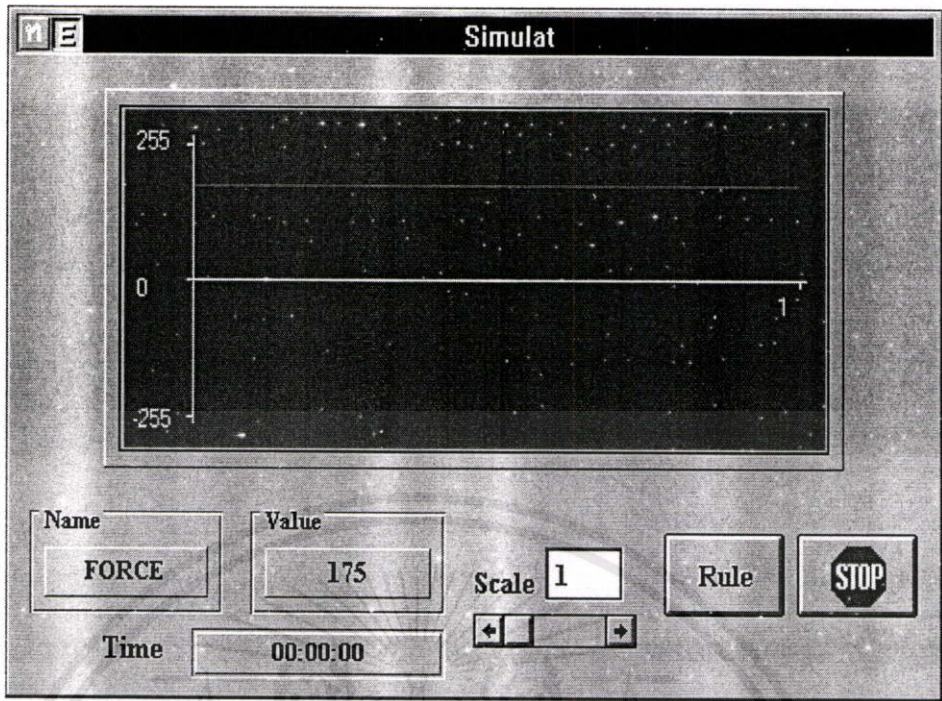 Simulat
255
0
1
-255
Name
Value
FORCE
175
Scale 1
Rule
STOP
Time
00:00:00